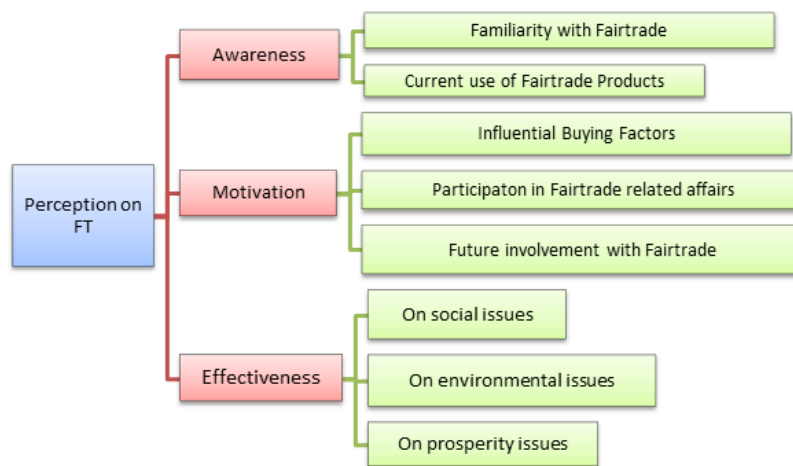 Perception on
FT
Awareness
Familiarity with Fairtrade
Current use of Fairtrade Products
Motivation
Influential Buying Factors
Participaton in Fairtrade related affairs
Future involvement with Fairtrade
Effectiveness
On social issues
On environmental issues
On prosperity issues